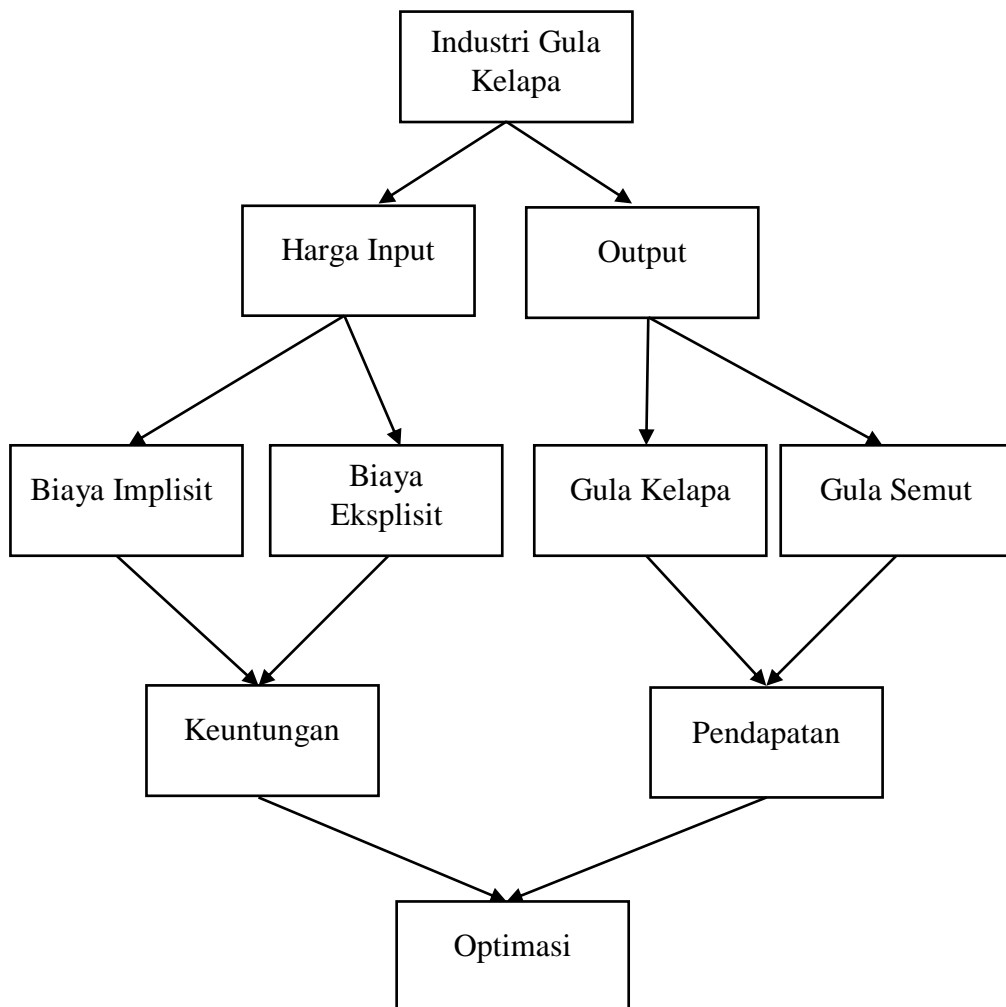 Industri Gula
Kelapa
Harga Input
Output
Biaya Implisit
Biaya
Eksplisit
Gula Kelapa
Gula Semut
Keuntungan
Pendapatan
Optimasi